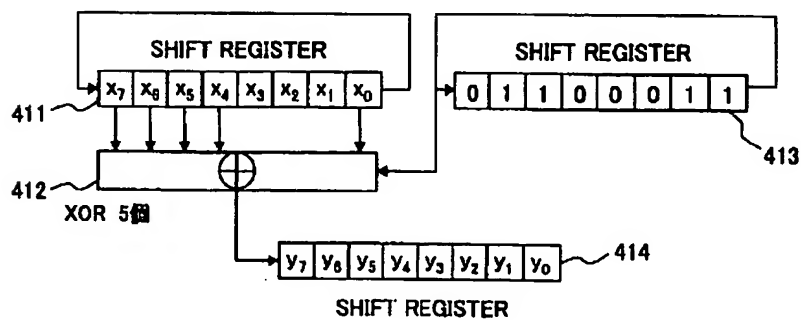 SHIFT REGISTER
SHIFT REGISTER
x₇ x₆ x₅ x₄ x₃ x₂ x₁ x₀
0 1 1 0 0 0 1 1
411
413
412
XOR 5個
y₇ y₆ y₅ y₄ y₃ y₂ y₁ y₀
414
SHIFT REGISTER